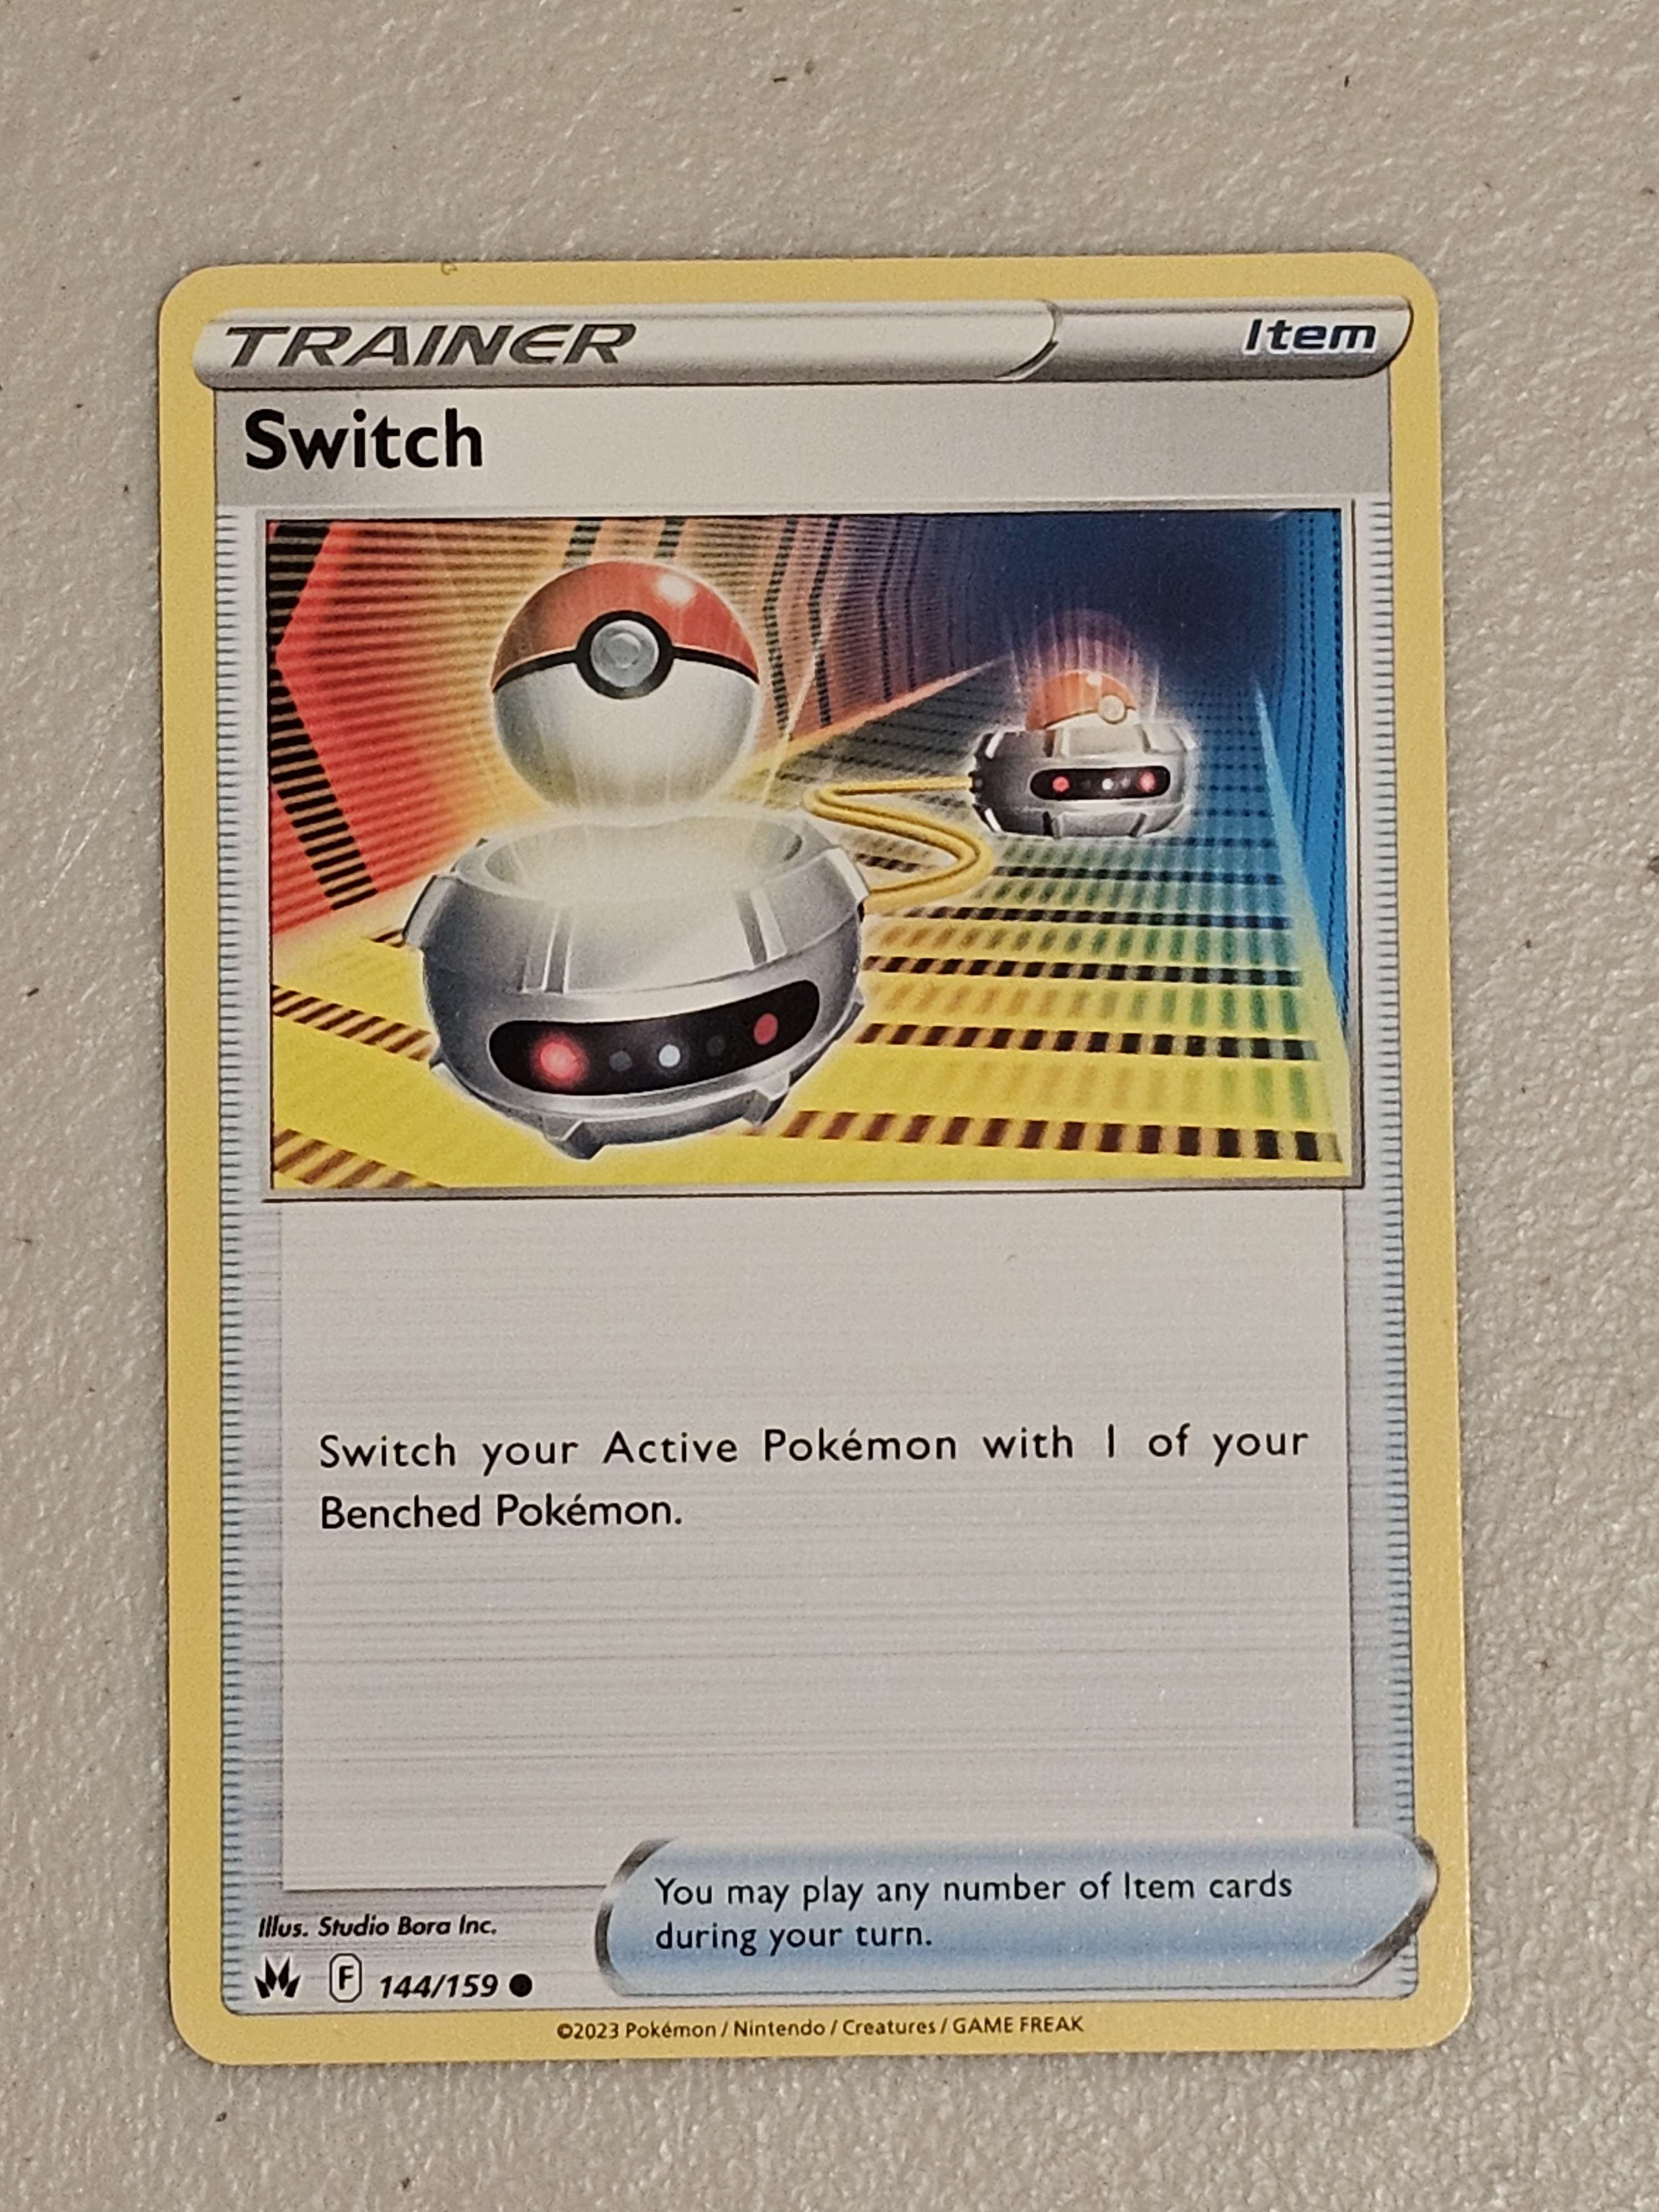 TRAINER
Item
Switch
Switch your Active Pokémon with 1 of your
Benched Pokémon.
You may play any number of Item cards
during your turn.
Illus. Studio Bora Inc.
F 144/159
©2023 Pokémon / Nintendo / Creatures / GAME FREAK